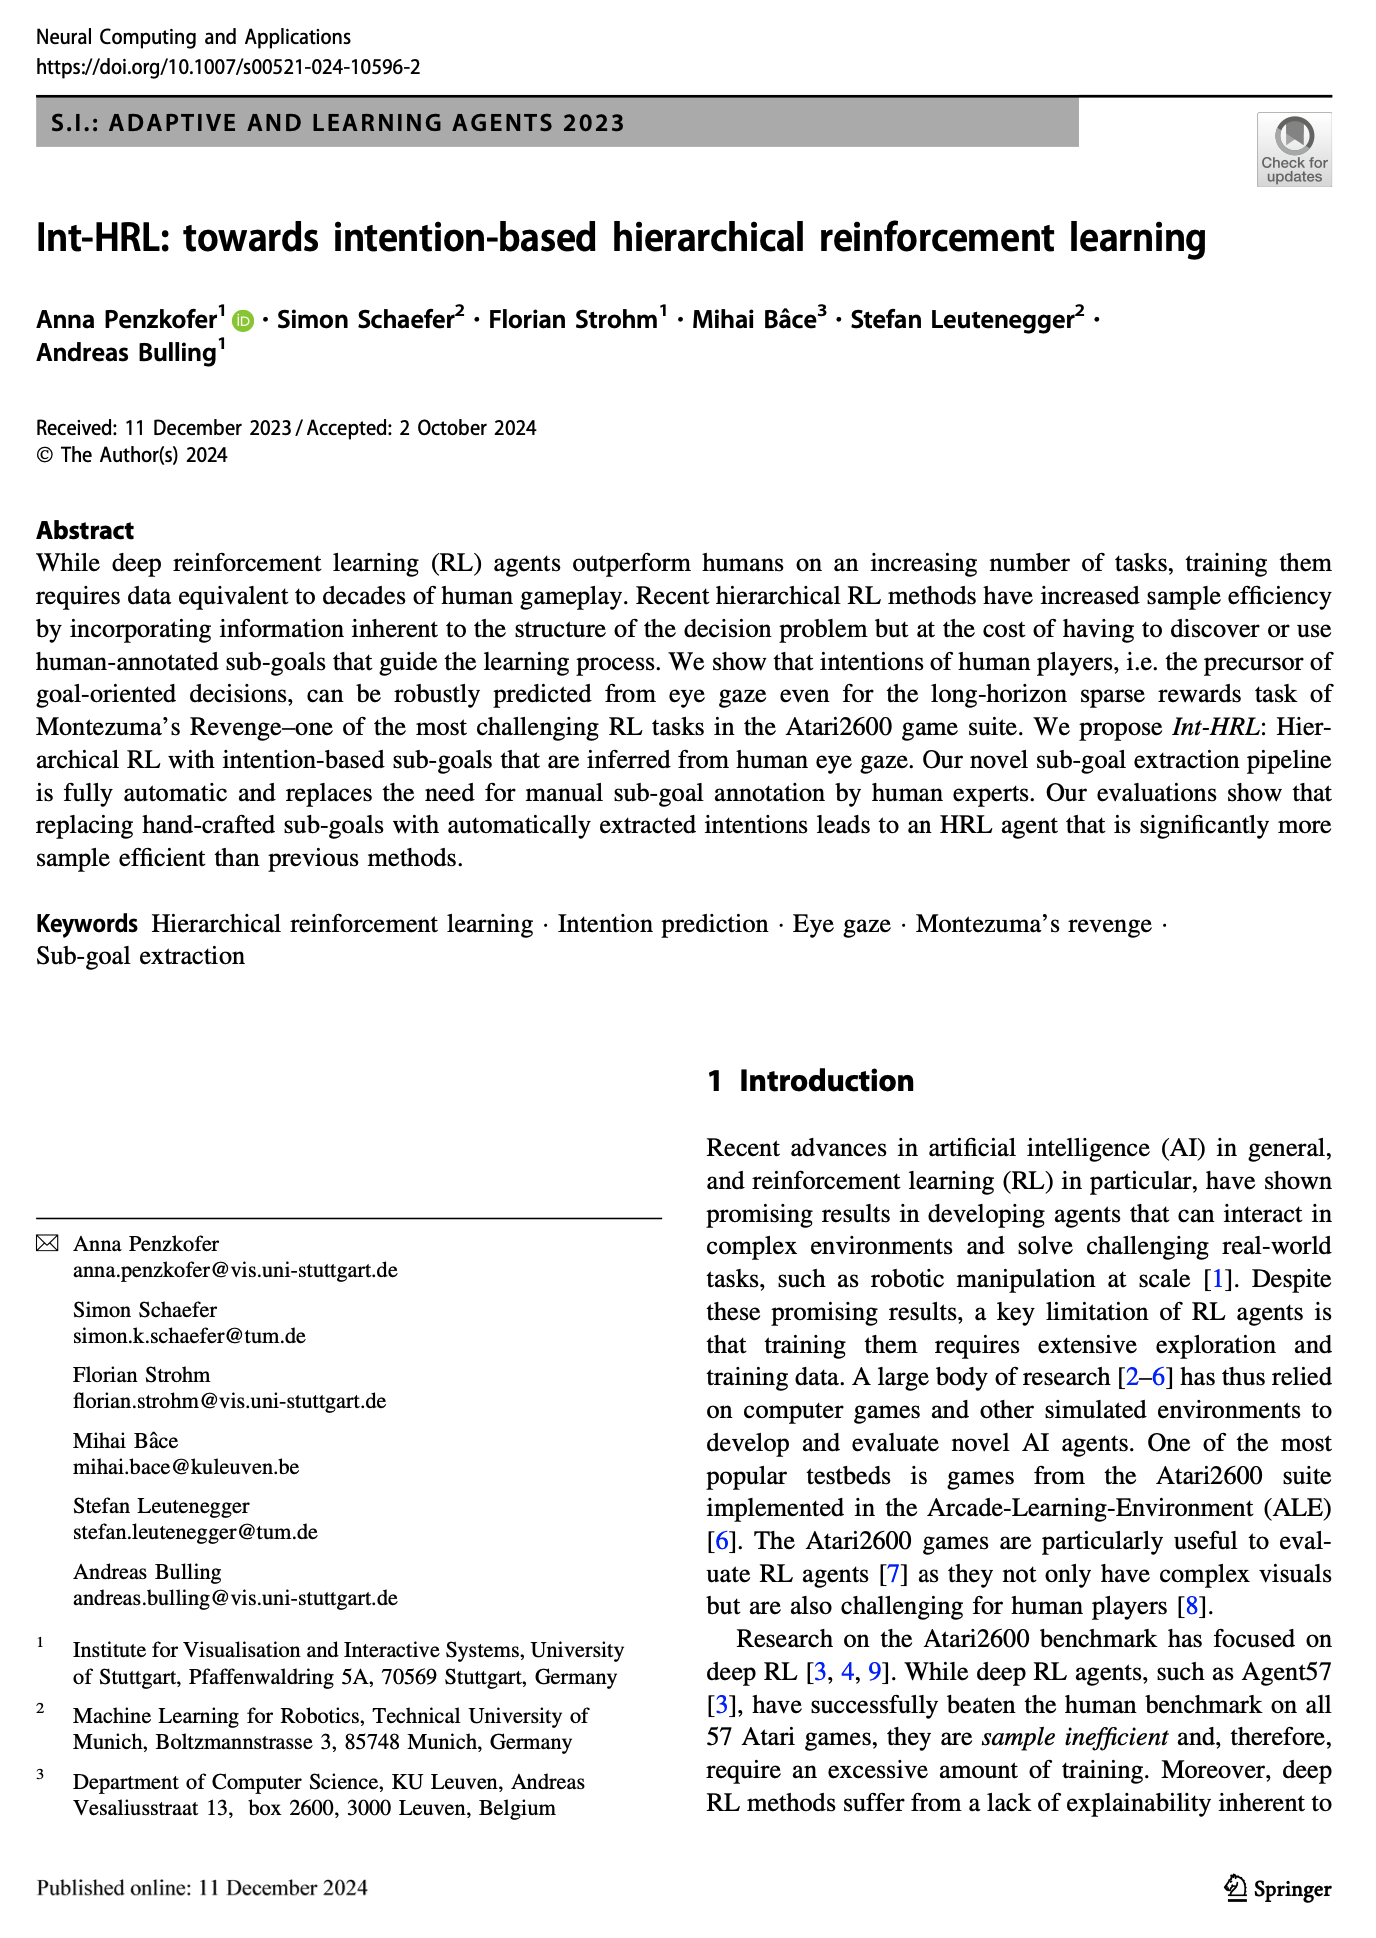 Neural Computing and Applications
https://doi.org/10.1007/s00521-024-10596-2
S.I.: ADAPTIVE AND LEARNING AGENTS 2023
Check for
updates
Int-HRL: towards intention-based hierarchical reinforcement learning
Anna Penzkofer¹ iD · Simon Schaefer² · Florian Strohm¹ · Mihai Bâce³ · Stefan Leutenegger² ·
Andreas Bulling¹
Received: 11 December 2023 / Accepted: 2 October 2024
© The Author(s) 2024
Abstract
While deep reinforcement learning (RL) agents outperform humans on an increasing number of tasks, training them
requires data equivalent to decades of human gameplay. Recent hierarchical RL methods have increased sample efficiency
by incorporating information inherent to the structure of the decision problem but at the cost of having to discover or use
human-annotated sub-goals that guide the learning process. We show that intentions of human players, i.e. the precursor of
goal-oriented decisions, can be robustly predicted from eye gaze even for the long-horizon sparse rewards task of
Montezuma's Revenge–one of the most challenging RL tasks in the Atari2600 game suite. We propose Int-HRL: Hier-
archical RL with intention-based sub-goals that are inferred from human eye gaze. Our novel sub-goal extraction pipeline
is fully automatic and replaces the need for manual sub-goal annotation by human experts. Our evaluations show that
replacing hand-crafted sub-goals with automatically extracted intentions leads to an HRL agent that is significantly more
sample efficient than previous methods.
Keywords Hierarchical reinforcement learning · Intention prediction · Eye gaze · Montezuma's revenge ·
Sub-goal extraction
Anna Penzkofer
anna.penzkofer@vis.uni-stuttgart.de
Simon Schaefer
simon.k.schaefer@tum.de
Florian Strohm
florian.strohm@vis.uni-stuttgart.de
Mihai Bâce
mihai.bace@kuleuven.be
Stefan Leutenegger
stefan.leutenegger@tum.de
Andreas Bulling
andreas.bulling@vis.uni-stuttgart.de
1 Institute for Visualisation and Interactive Systems, University
of Stuttgart, Pfaffenwaldring 5A, 70569 Stuttgart, Germany
2 Machine Learning for Robotics, Technical University of
Munich, Boltzmannstrasse 3, 85748 Munich, Germany
3 Department of Computer Science, KU Leuven, Andreas
Vesaliusstraat 13, box 2600, 3000 Leuven, Belgium
1 Introduction
Recent advances in artificial intelligence (AI) in general,
and reinforcement learning (RL) in particular, have shown
promising results in developing agents that can interact in
complex environments and solve challenging real-world
tasks, such as robotic manipulation at scale [1]. Despite
these promising results, a key limitation of RL agents is
that training them requires extensive exploration and
training data. A large body of research [2–6] has thus relied
on computer games and other simulated environments to
develop and evaluate novel AI agents. One of the most
popular testbeds is games from the Atari2600 suite
implemented in the Arcade-Learning-Environment (ALE)
[6]. The Atari2600 games are particularly useful to eval-
uate RL agents [7] as they not only have complex visuals
but are also challenging for human players [8].
Research on the Atari2600 benchmark has focused on
deep RL [3, 4, 9]. While deep RL agents, such as Agent57
[3], have successfully beaten the human benchmark on all
57 Atari games, they are sample inefficient and, therefore,
require an excessive amount of training. Moreover, deep
RL methods suffer from a lack of explainability inherent to
Published online: 11 December 2024
Springer